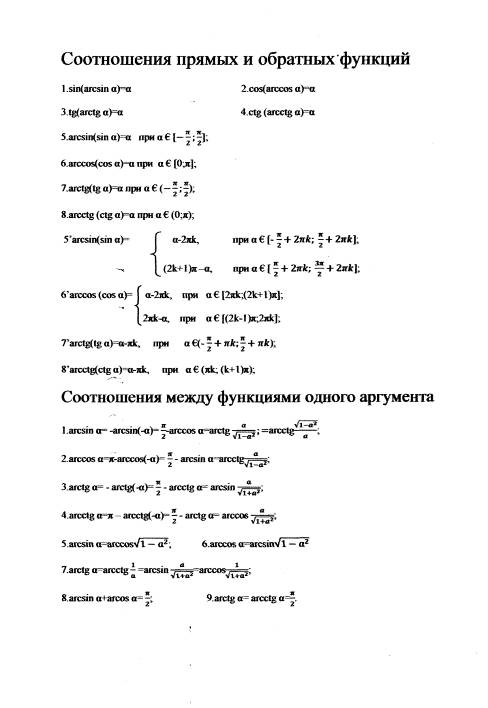 Соотношения прямых и обратных функций
1.sin(arcsin α)=α 2.cos(arccos α)=α
3.tg(arctg α)=α 4.ctg (arcctg α)=α
5.arcsin(sin α)=α при α € [−π/2; π/2];
6.arccos(cos α)=α при α € [0;π];
7.arctg(tg α)=α при α € (−π/2; π/2);
8.arcctg (ctg α)=α при α € (0;π);
5’arcsin(sin α)= { α-2πk, при α € [- π/2 + 2πk; π/2 + 2πk];
(2k+1)π –α, при α € [ π/2 + 2πk; 3π/2 + 2πk];
6’arccos (cos α)= { α-2πk, при α € [2πk;(2k+1)π];
2πk-α, при α € [(2k-1)π;2πk];
7’arctg(tg α)=α-πk, при α €(- π/2 + πk; π/2 + πk);
8’arcctg(ctg α)=α-πk, при α € (πk; (k+1)π);
Соотношения между функциями одного аргумента
1.arcsin α= -arcsin(-α)= π/2 -arccos α=arctg a/√1−a²; =arcctg √1−a²/a;
2.arccos α=π-arccos(-α)= π/2 - arcsin α=arcctg a/√1−a²;
3.arctg α= - arctg(-α)= π/2 - arcctg α= arcsin a/√1+a²;
4.arcctg α=π – arcctg(-α)= π/2 - arctg α= arccos a/√1+a²;
5.arcsin α=arccos√1 − α²; 6.arccos α=arcsin√1 − α²
7.arctg α=arcctg 1/a =arcsin a/√1+a² =arccos 1/√1+a²;
8.arcsin α+arcos α= π/2; 9.arctg α= arcctg α= π/2.